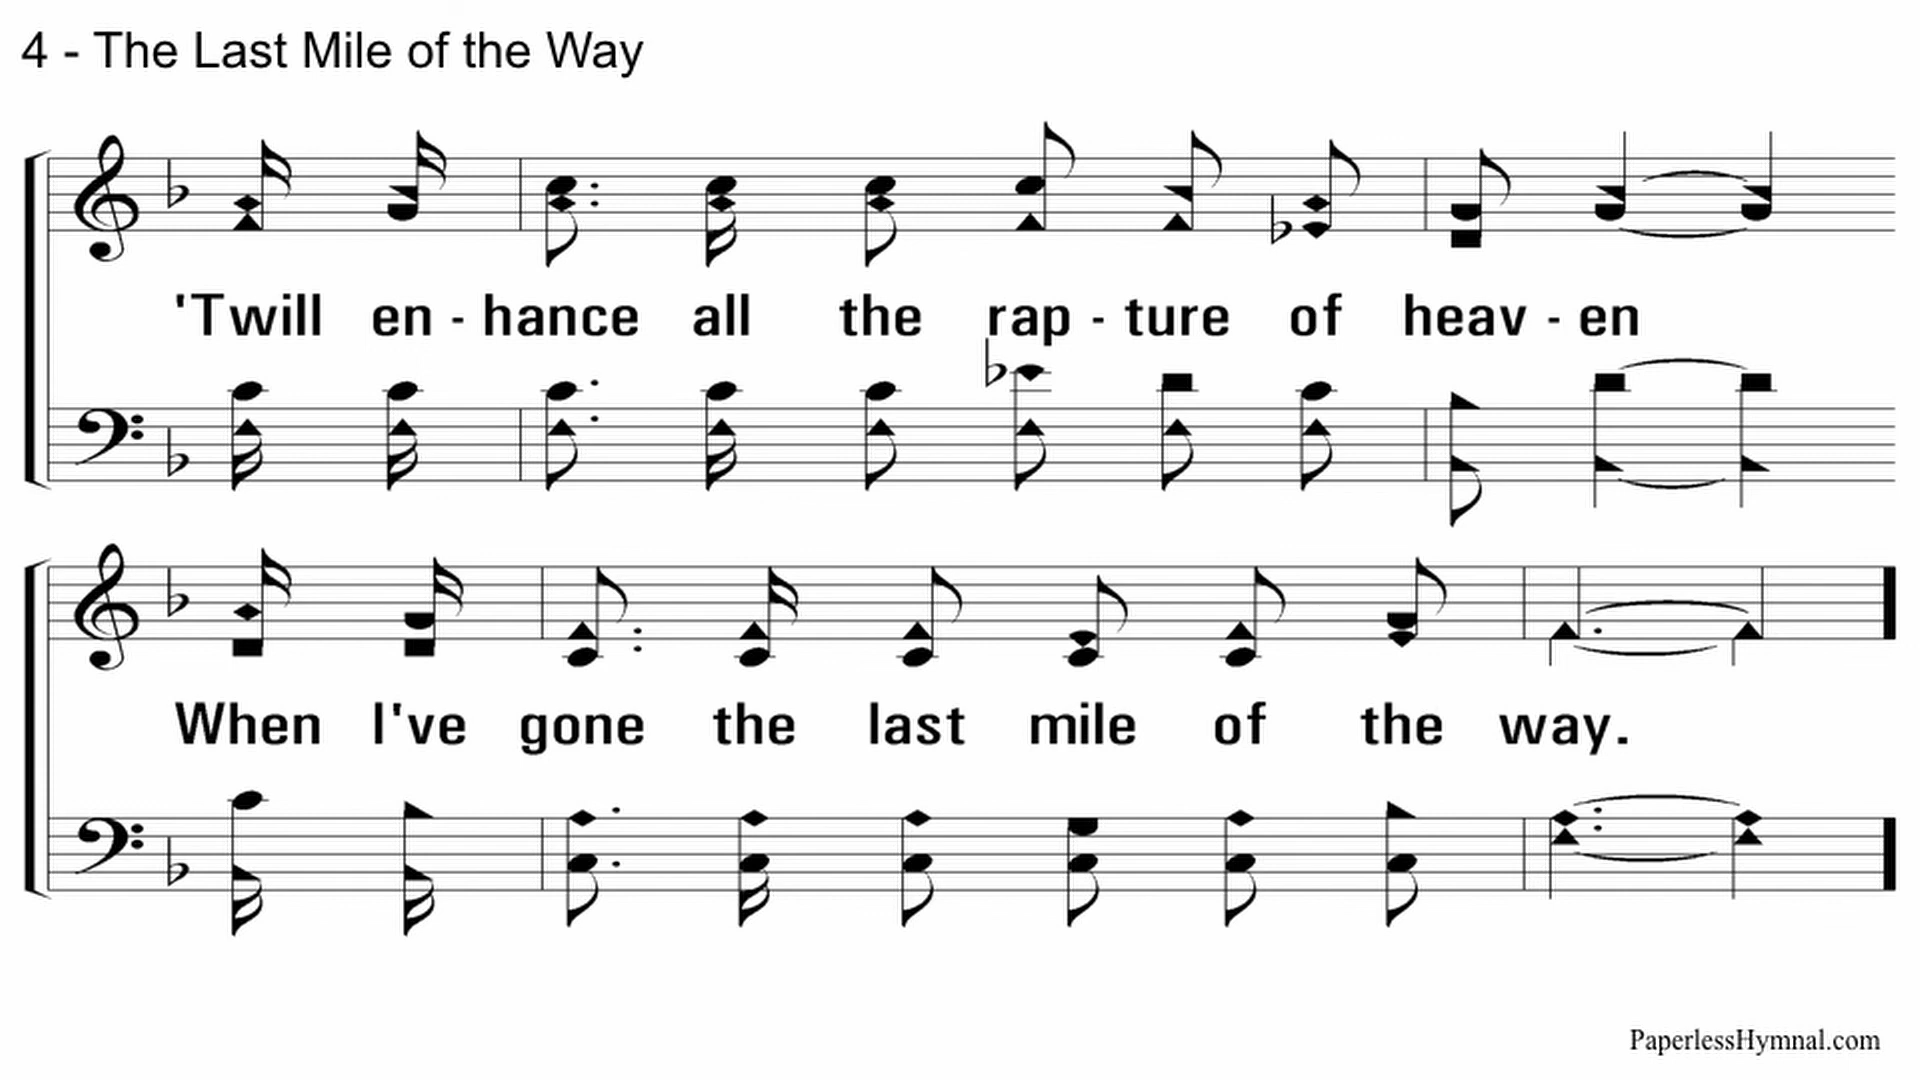 4 - The Last Mile of the Way
'Twill en - hance all the rap - ture of heav - en
When I've gone the last mile of the way.
PaperlessHymnal.com